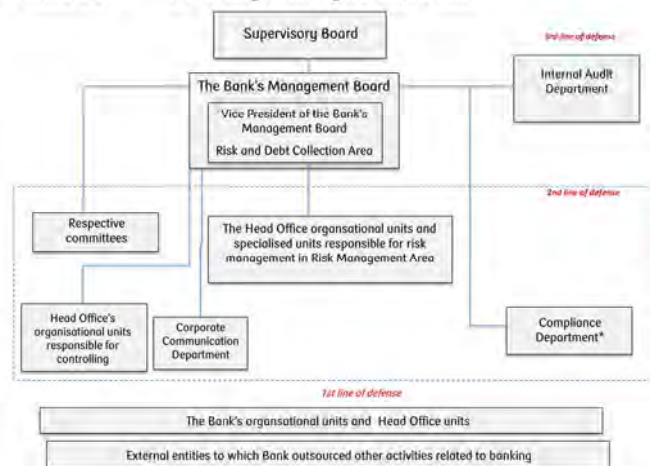 Supervisory Board
3rd line of defense
The Bank's Management Board
Internal Audit
Department
Vice President of the Bank's
Management Board
Risk and Debt Collection Area
2nd line of defense
Respective
committees
The Head Office organsational units and
specialised units responsible for risk
management in Risk Management Area
Head Office's
organisational units
responsible for
controlling
Corporate
Communication
Department
Compliance
Department*
1st line of defense
The Bank's organsational units and Head Office units
External entities to which Bank outsourced other activities related to banking